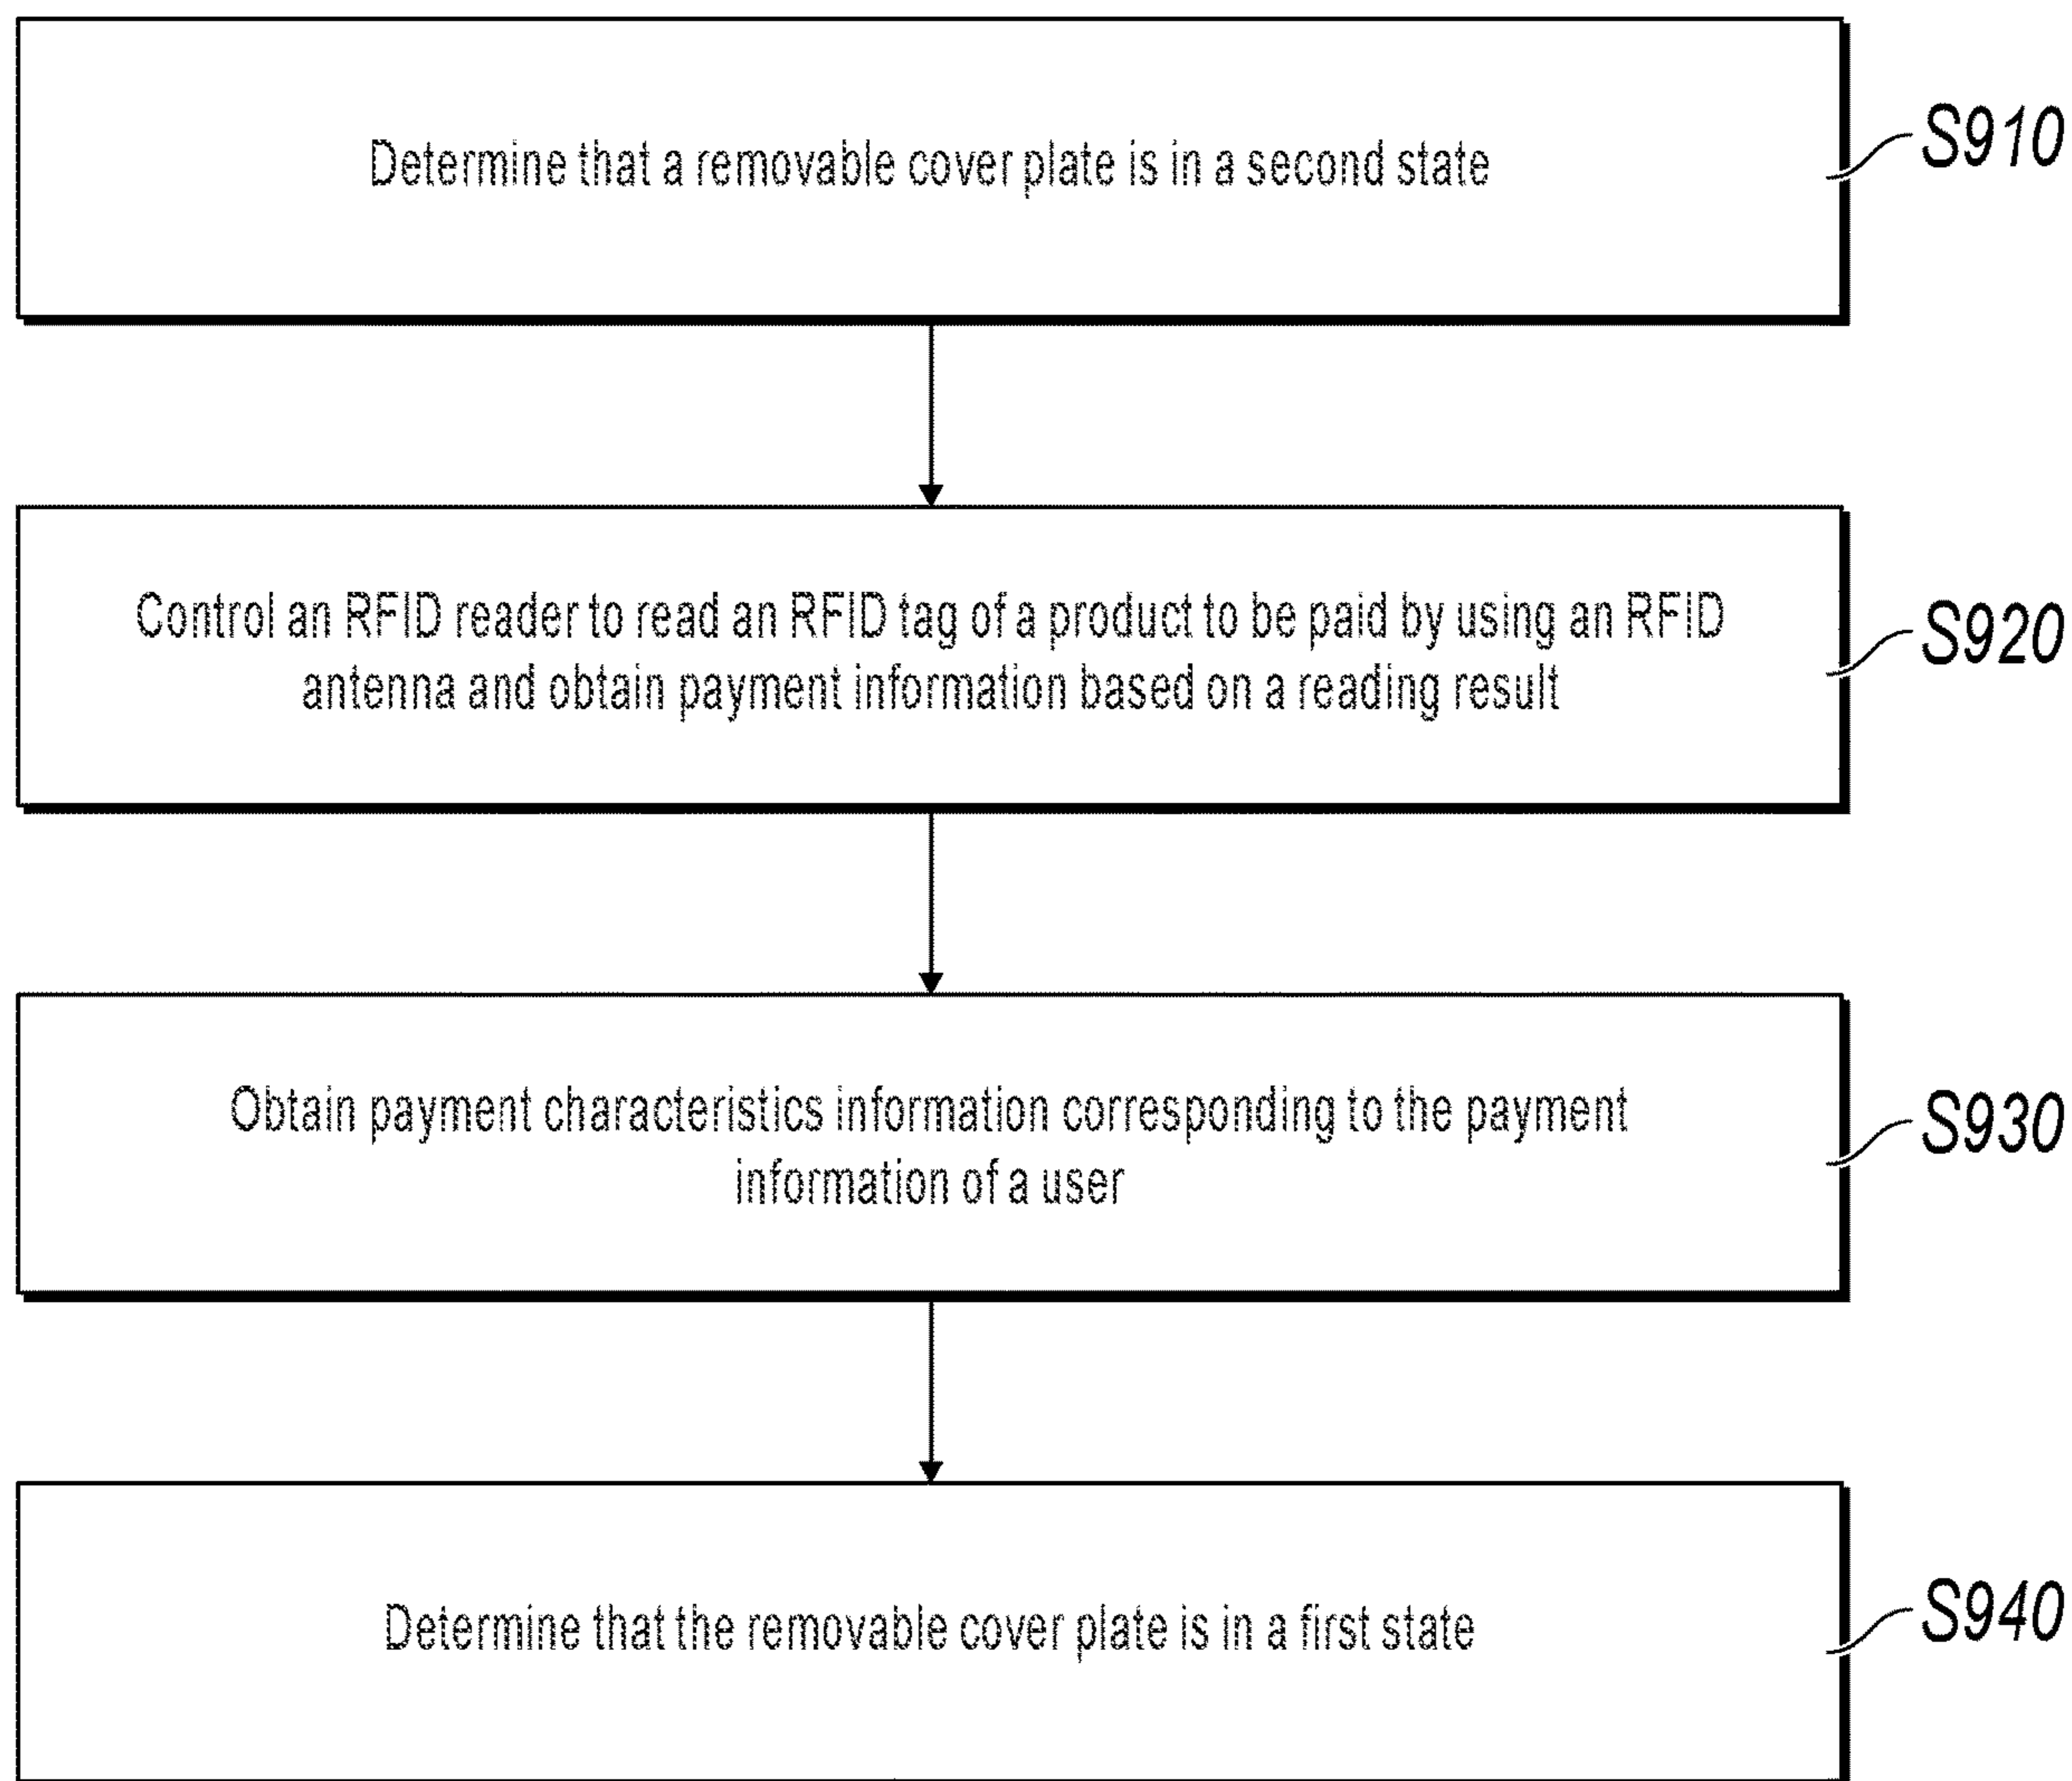 Determine that a removable cover plate is in a second state
S910
Control an RFID reader to read an RFID tag of a product to be paid by using an RFID
antenna and obtain payment information based on a reading result
S920
Obtain payment characteristics information corresponding to the payment
information of a user
S930
Determine that the removable cover plate is in a first state
S940